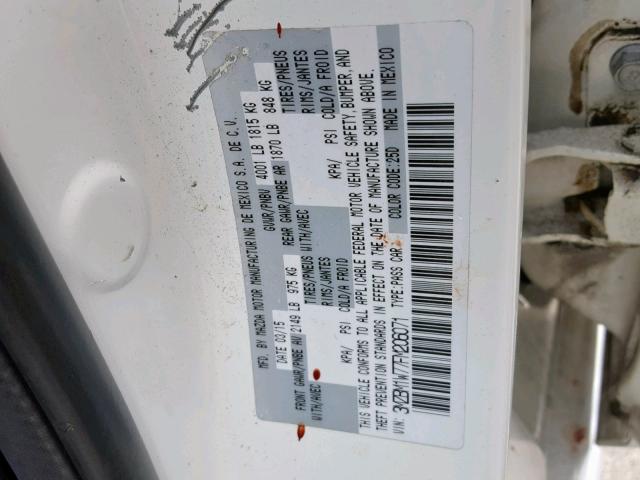 MFD. BY MAZDA MOTOR MANUFACTURING DE MEXICO S.A. DE C.V.
DATE 03/15 GVWR/PNBV 4001 LB 1815 KG
FRONT GAWR/PNBE AV 2149 LB 975 KG REAR GAWR/PNBE AR 1870 LB 848 KG
WITH/AVEC TIRES/PNEUS WITH/AVEC TIRES/PNEUS
RIMS/JANTES RIMS/JANTES
KPA/ PSI COLD/A FROID KPA/ PSI COLD/A FROID
THIS VEHICLE CONFORMS TO ALL APPLICABLE FEDERAL MOTOR VEHICLE SAFETY, BUMPER, AND
THEFT PREVENTION STANDARDS IN EFFECT ON THE DATE OF MANUFACTURE SHOWN ABOVE.
VIN: 3MZBM1W77FM206071 TYPE: PASS CAR COLOR CODE: 25D MADE IN MEXICO